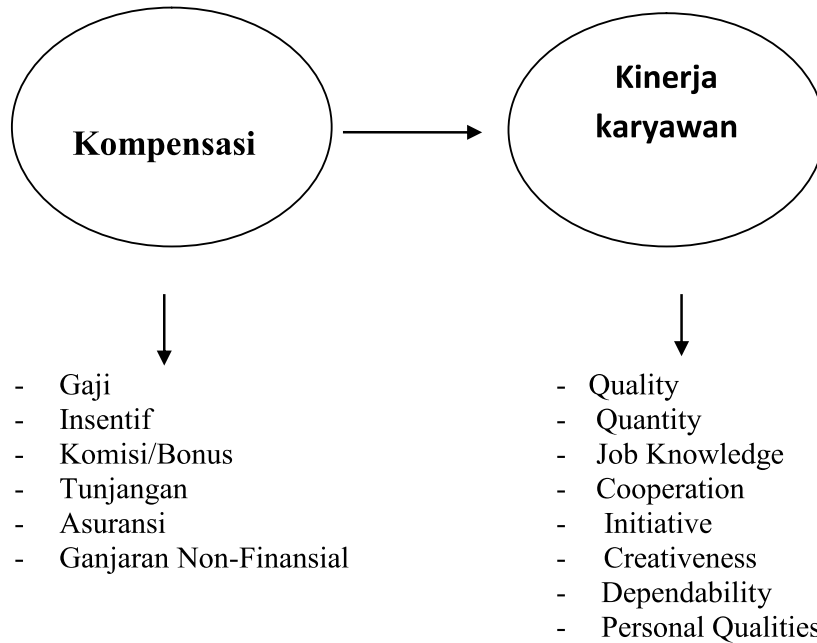 Kompensasi
Kinerja
karyawan
- Gaji
- Insentif
- Komisi/Bonus
- Tunjangan
- Asuransi
- Ganjaran Non-Finansial
- Quality
- Quantity
- Job Knowledge
- Cooperation
- Initiative
- Creativeness
- Dependability
- Personal Qualities